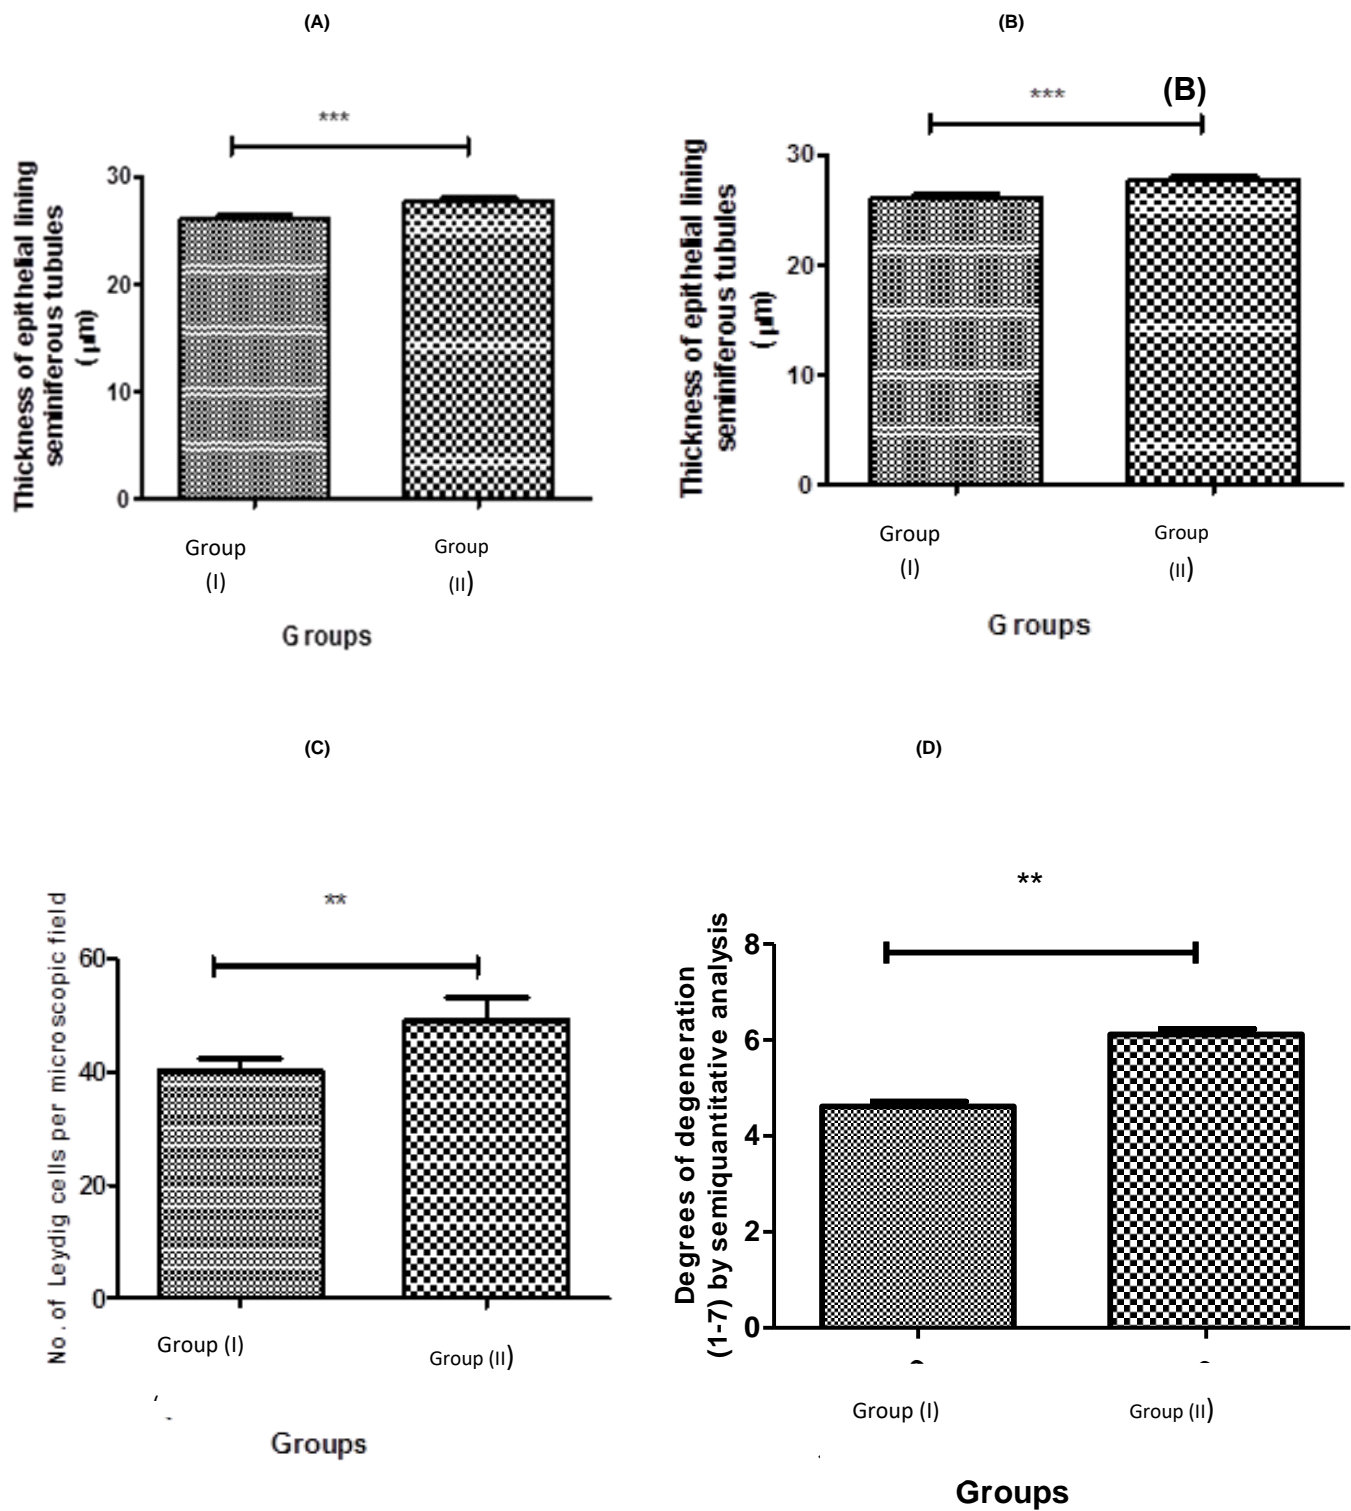 (A)
***
Thickness of epithelial lining
seminiferous tubules
( µm)
30
20
10
0
Group
(I)
Group
(II)
G roups
(B)
***
(B)
Thickness of epithelial lining
seminiferous tubules
( µm)
30
20
10
0
Group
(I)
Group
(II)
G roups
(C)
**
No. of Leydig cells per microscopic field
60
40
20
0
Group (I)
Group (II)
Groups
(D)
**
Degrees of degeneration
(1-7) by semiquantitative analysis
8
6
4
2
0
Group (I)
Group (II)
Groups